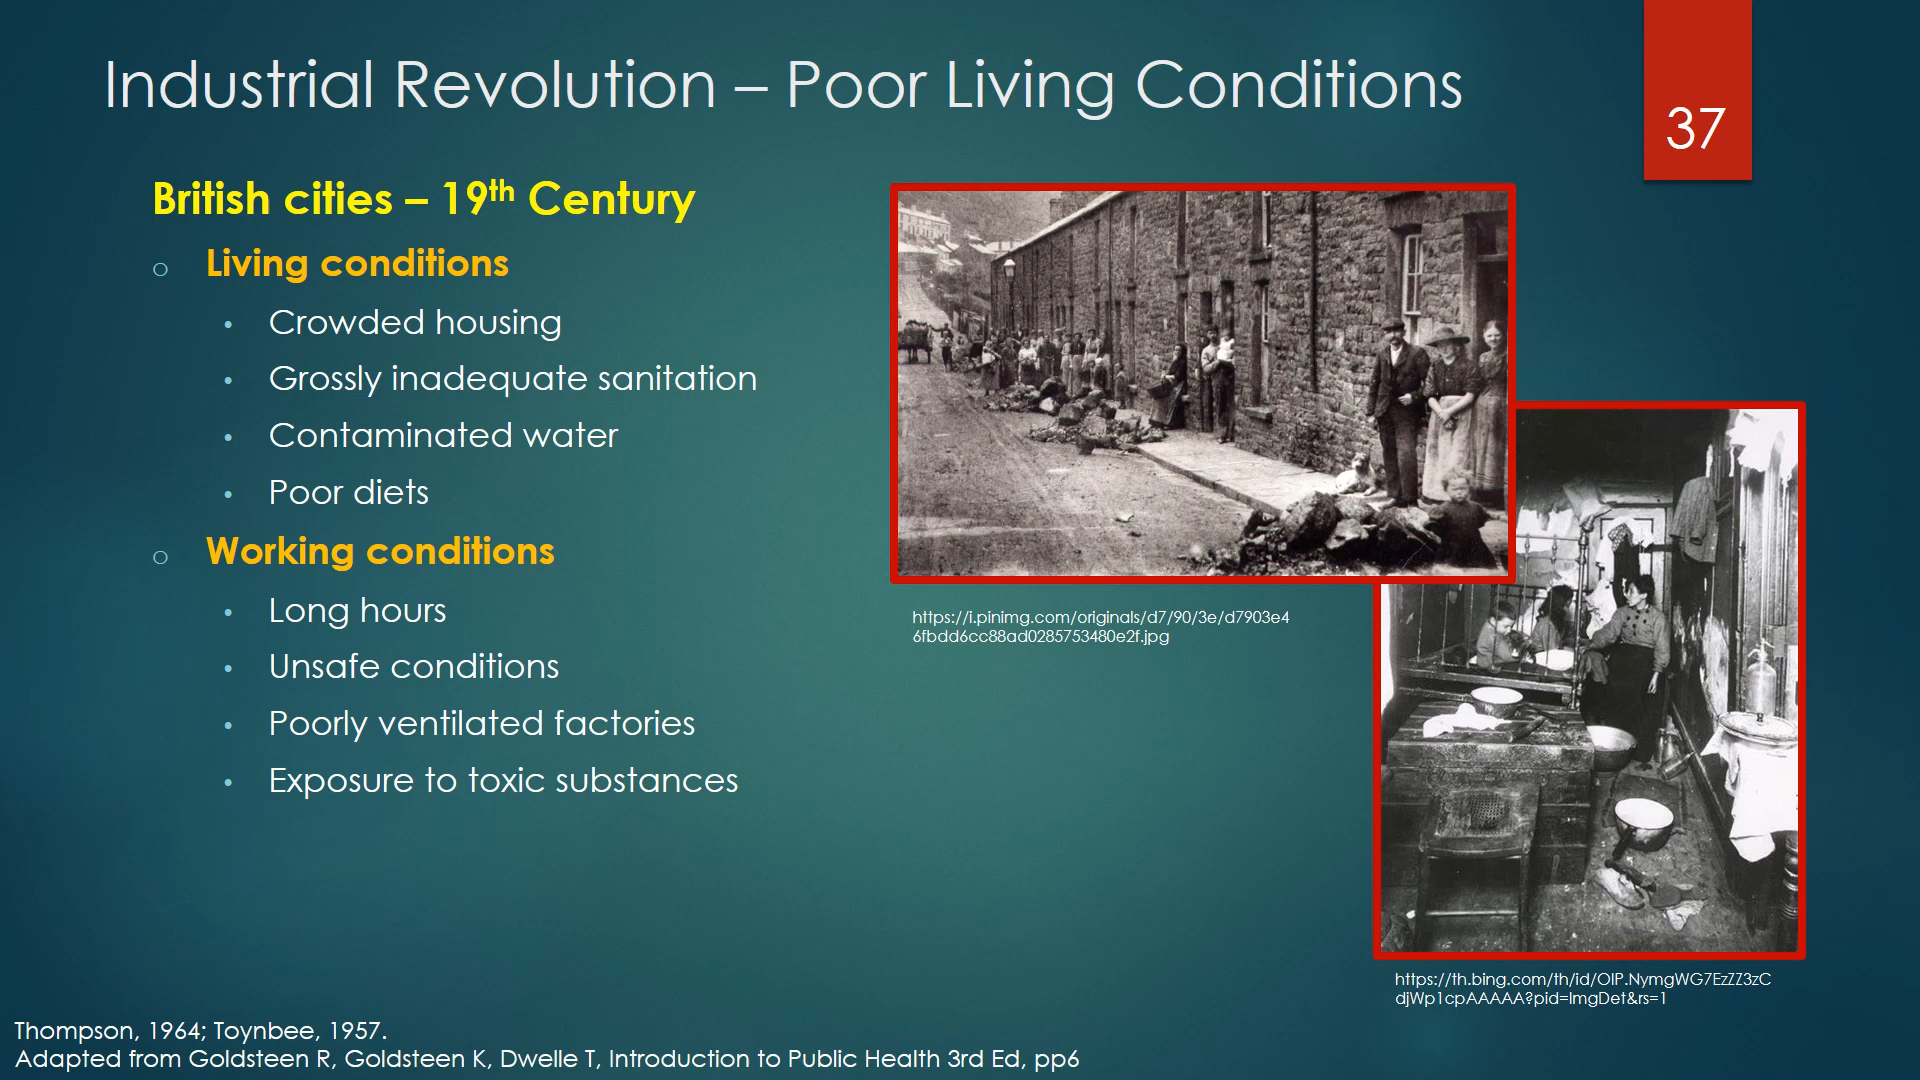 Industrial Revolution – Poor Living Conditions
37
British cities – 19th Century
o Living conditions
• Crowded housing
• Grossly inadequate sanitation
• Contaminated water
• Poor diets
o Working conditions
• Long hours
• Unsafe conditions
• Poorly ventilated factories
• Exposure to toxic substances
https://i.pinimg.com/originals/d7/90/3e/d7903e4
6fbdd6cc88ad0285753480e2f.jpg
https://th.bing.com/th/id/OIP.NymgWG7EzZZ3zC
djWp1cpAAAAA?pid=ImgDet&rs=1
Thompson, 1964; Toynbee, 1957.
Adapted from Goldsteen R, Goldsteen K, Dwelle T, Introduction to Public Health 3rd Ed, pp6